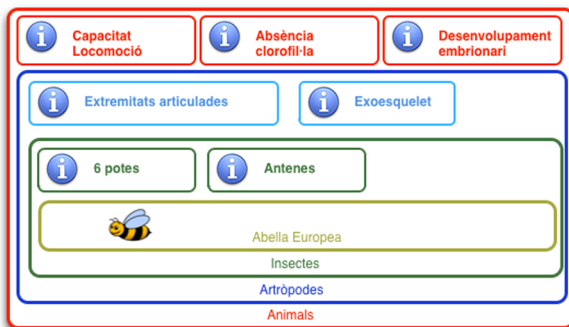 Capacitat
Locomoció
Absència
clorofil·la
Desenvolupament
embrionari
Extremitats articulades
Exoesquelet
6 potes
Antenes
Abella Europea
Insectes
Artròpodes
Animals